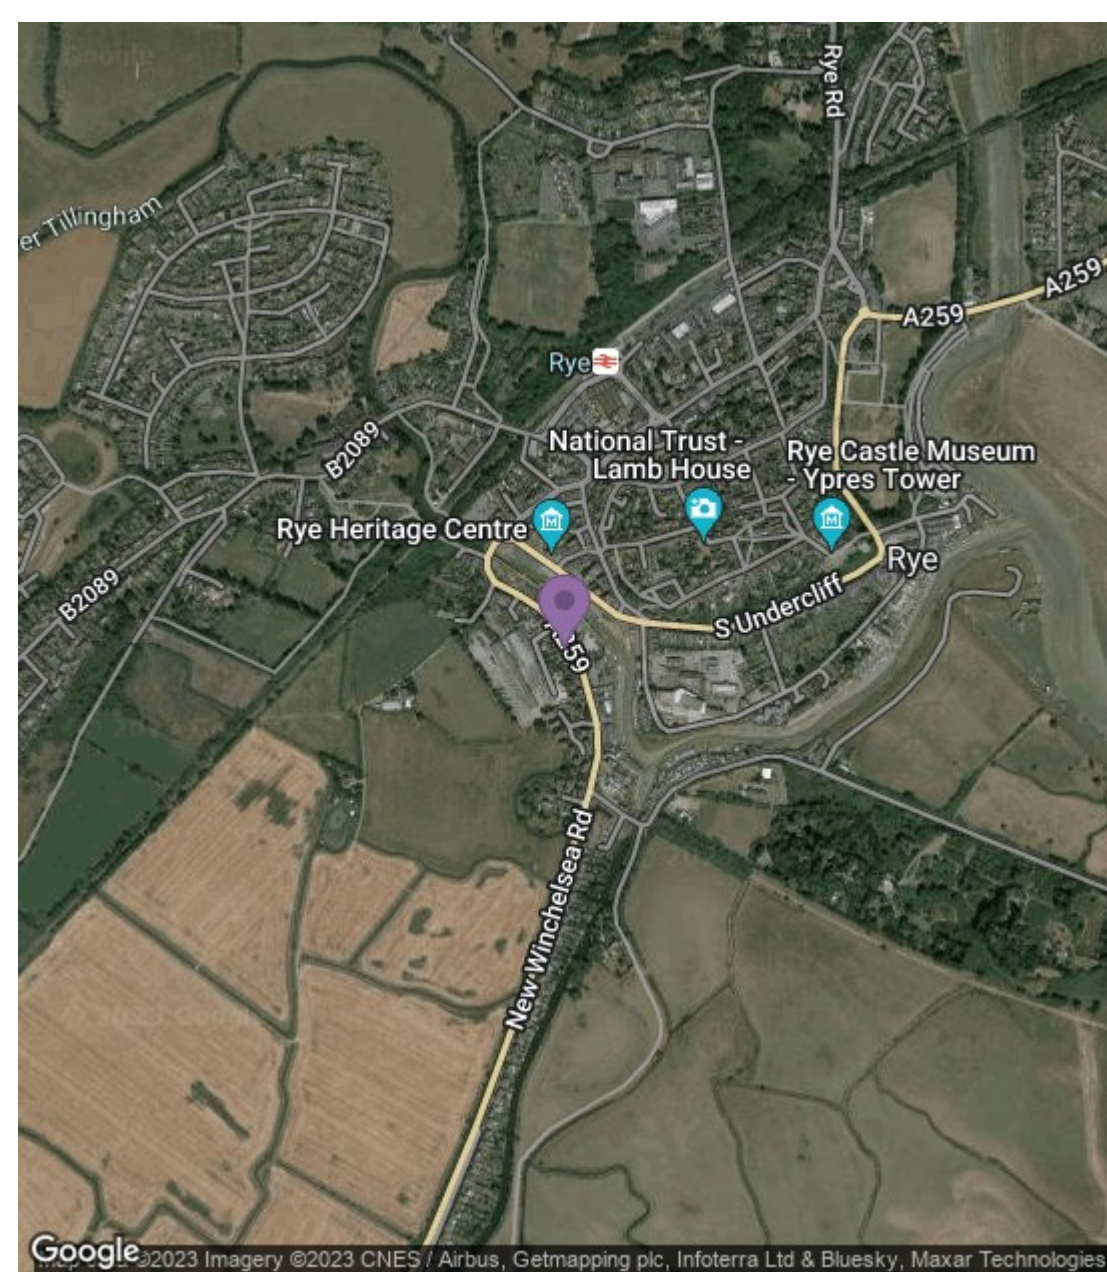 Rye Rd
er Tillingham
A259
A259
Rye
B2089
National Trust -
Lamb House
Rye Castle Museum
- Ypres Tower
Rye Heritage Centre
Rye
B2089
S Undercliff
59
New Winchelsea Rd
Google
©2023 Imagery ©2023 CNES / Airbus, Getmapping plc, Infoterra Ltd & Bluesky, Maxar Technologies